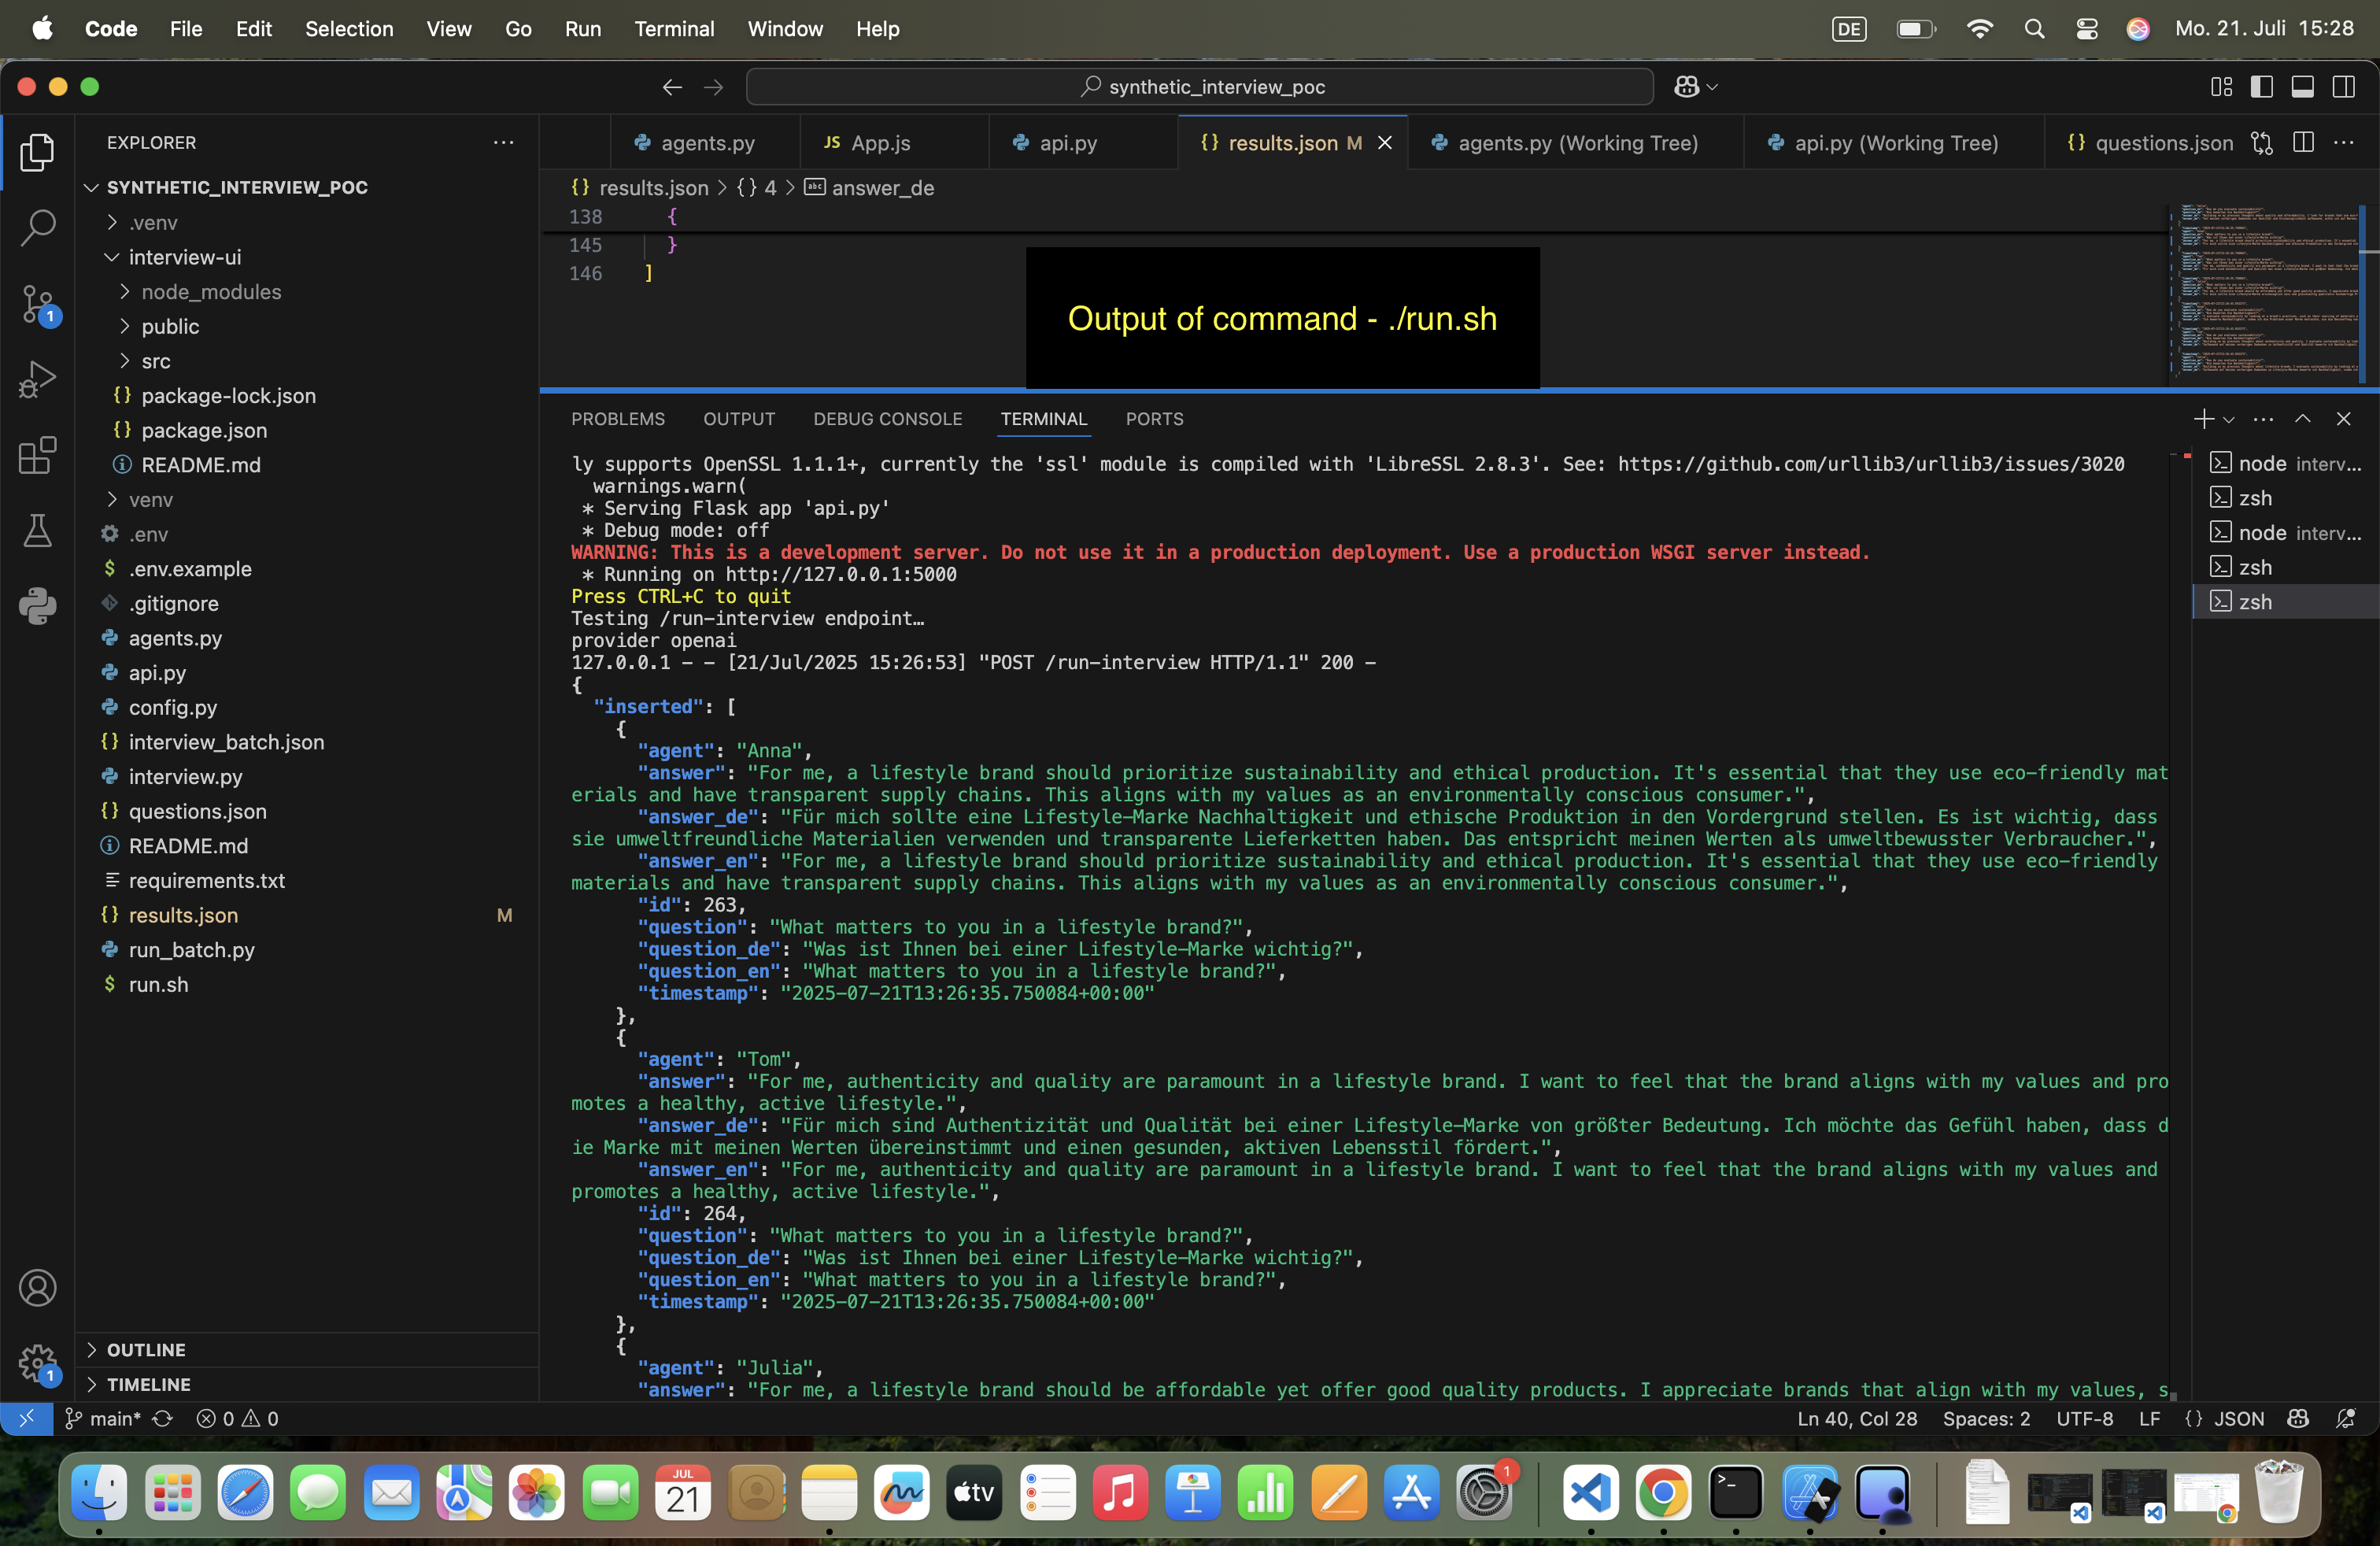 Code File Edit Selection View Go Run Terminal Window Help
DE Mo. 21. Juli 15:28
synthetic_interview_poc
EXPLORER
agents.py
JS App.js
api.py
{} results.json M
agents.py (Working Tree)
api.py (Working Tree)
{} questions.json
SYNTHETIC_INTERVIEW_POC
.venv
interview-ui
node_modules
public
src
{} package-lock.json
{} package.json
README.md
venv
.env
$ .env.example
.gitignore
agents.py
api.py
config.py
{} interview_batch.json
interview.py
{} questions.json
README.md
requirements.txt
{} results.json M
run_batch.py
$ run.sh
OUTLINE
TIMELINE
1
1
{} results.json > {} 4 > abc answer_de
138 {
145 }
146 ]
Output of command - ./run.sh
PROBLEMS OUTPUT DEBUG CONSOLE TERMINAL PORTS
ly supports OpenSSL 1.1.1+, currently the 'ssl' module is compiled with 'LibreSSL 2.8.3'. See: https://github.com/urllib3/urllib3/issues/3020
warnings.warn(
* Serving Flask app 'api.py'
* Debug mode: off
WARNING: This is a development server. Do not use it in a production deployment. Use a production WSGI server instead.
* Running on http://127.0.0.1:5000
Press CTRL+C to quit
Testing /run-interview endpoint…
provider openai
127.0.0.1 - - [21/Jul/2025 15:26:53] "POST /run-interview HTTP/1.1" 200 -
{
"inserted": [
{
"agent": "Anna",
"answer": "For me, a lifestyle brand should prioritize sustainability and ethical production. It's essential that they use eco-friendly mat
erials and have transparent supply chains. This aligns with my values as an environmentally conscious consumer.",
"answer_de": "Für mich sollte eine Lifestyle-Marke Nachhaltigkeit und ethische Produktion in den Vordergrund stellen. Es ist wichtig, dass
sie umweltfreundliche Materialien verwenden und transparente Lieferketten haben. Das entspricht meinen Werten als umweltbewusster Verbraucher.",
"answer_en": "For me, a lifestyle brand should prioritize sustainability and ethical production. It's essential that they use eco-friendly
materials and have transparent supply chains. This aligns with my values as an environmentally conscious consumer.",
"id": 263,
"question": "What matters to you in a lifestyle brand?",
"question_de": "Was ist Ihnen bei einer Lifestyle-Marke wichtig?",
"question_en": "What matters to you in a lifestyle brand?",
"timestamp": "2025-07-21T13:26:35.750084+00:00"
},
{
"agent": "Tom",
"answer": "For me, authenticity and quality are paramount in a lifestyle brand. I want to feel that the brand aligns with my values and pro
motes a healthy, active lifestyle.",
"answer_de": "Für mich sind Authentizität und Qualität bei einer Lifestyle-Marke von größter Bedeutung. Ich möchte das Gefühl haben, dass d
ie Marke mit meinen Werten übereinstimmt und einen gesunden, aktiven Lebensstil fördert.",
"answer_en": "For me, authenticity and quality are paramount in a lifestyle brand. I want to feel that the brand aligns with my values and
promotes a healthy, active lifestyle.",
"id": 264,
"question": "What matters to you in a lifestyle brand?",
"question_de": "Was ist Ihnen bei einer Lifestyle-Marke wichtig?",
"question_en": "What matters to you in a lifestyle brand?",
"timestamp": "2025-07-21T13:26:35.750084+00:00"
},
{
"agent": "Julia",
"answer": "For me, a lifestyle brand should be affordable yet offer good quality products. I appreciate brands that align with my values, s
node interv…
zsh
node interv…
zsh
zsh
main* 0 0
Ln 40, Col 28 Spaces: 2 UTF-8 LF {} JSON
JUL
21
tv
1